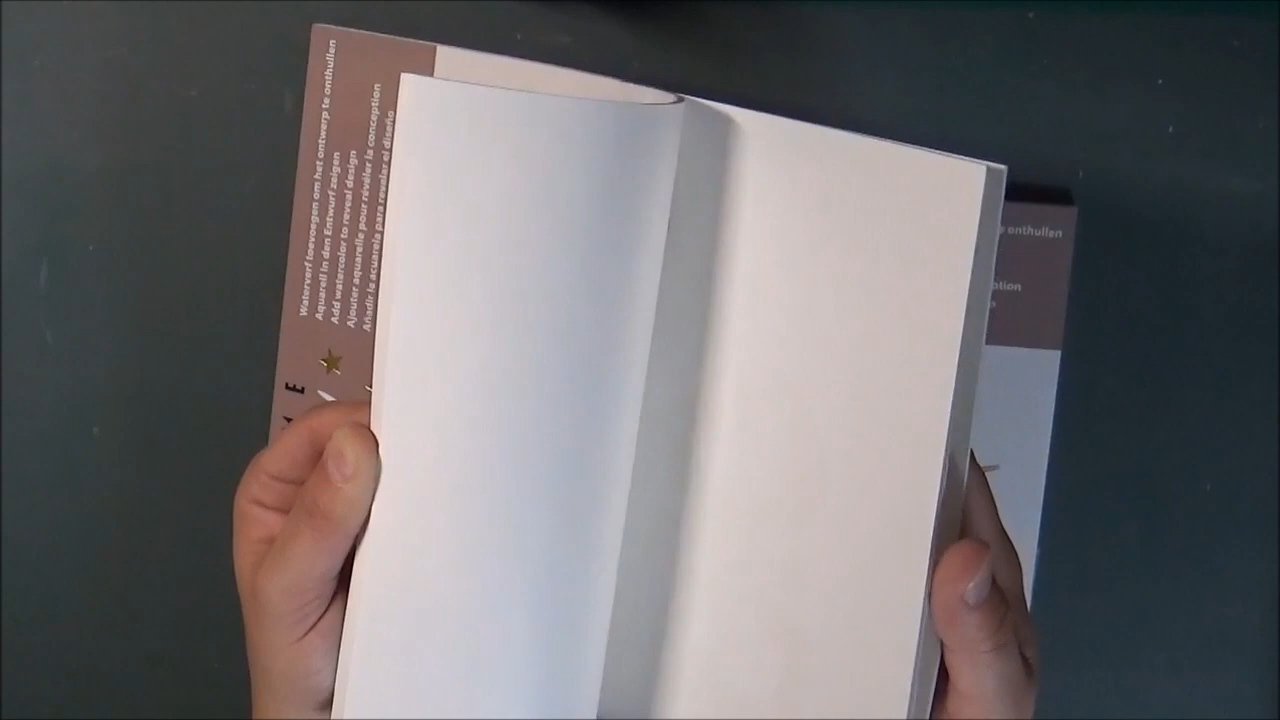 Waterverf toevoegen om het ontwerp te onthullen
Aquarell in den Entwurf zeigen
Add watercolor to reveal design
Ajouter aquarelle pour révéler la conception
Añadir la acuarela para revelar el diseño
E
onthullen